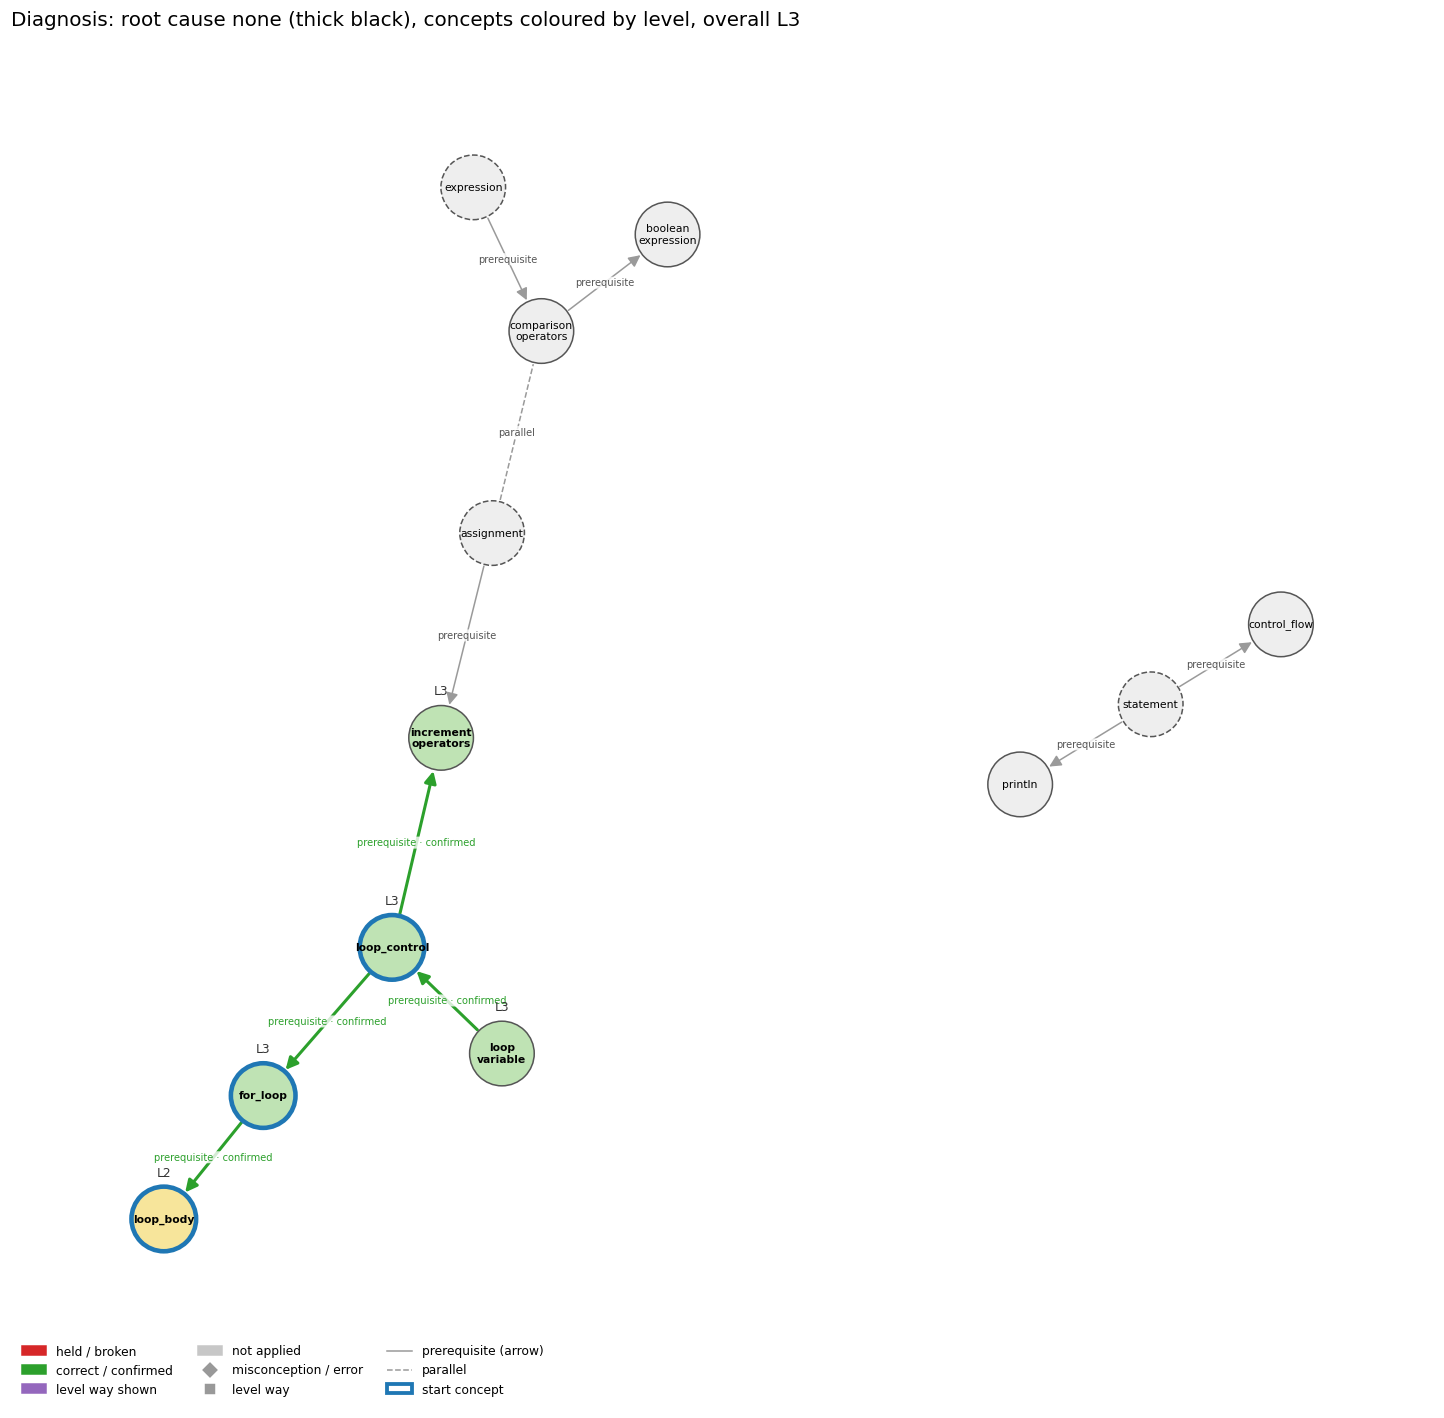 Diagnosis: root cause none (thick black), concepts coloured by level, overall L3
expression
boolean
expression
prerequisite
prerequisite
comparison
operators
parallel
assignment
control_flow
prerequisite
prerequisite
L3
statement
increment
operators
prerequisite
println
prerequisite · confirmed
L3
loop_control
prerequisite · confirmed
L3
prerequisite · confirmed
L3
loop
variable
for_loop
prerequisite · confirmed
L2
loop_body
held / broken
correct / confirmed
level way shown
not applied
misconception / error
level way
prerequisite (arrow)
parallel
start concept